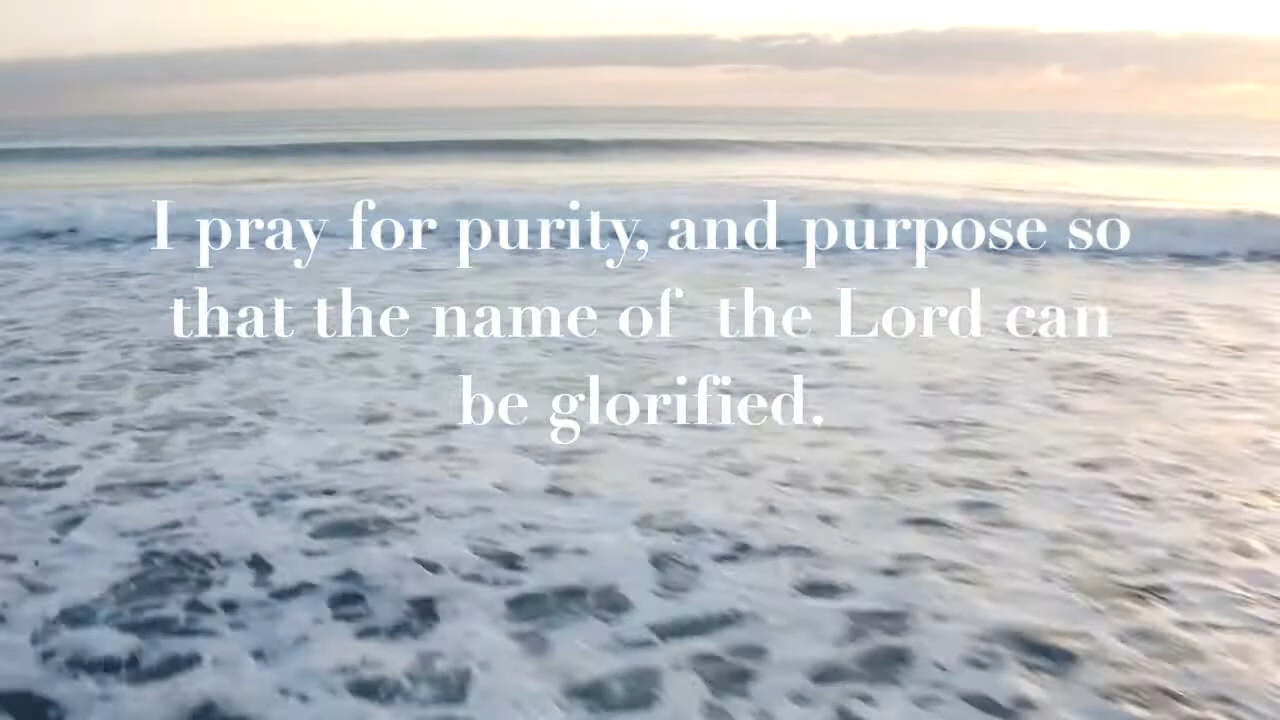 I pray for purity, and purpose so
that the name of  the Lord can
be glorified.